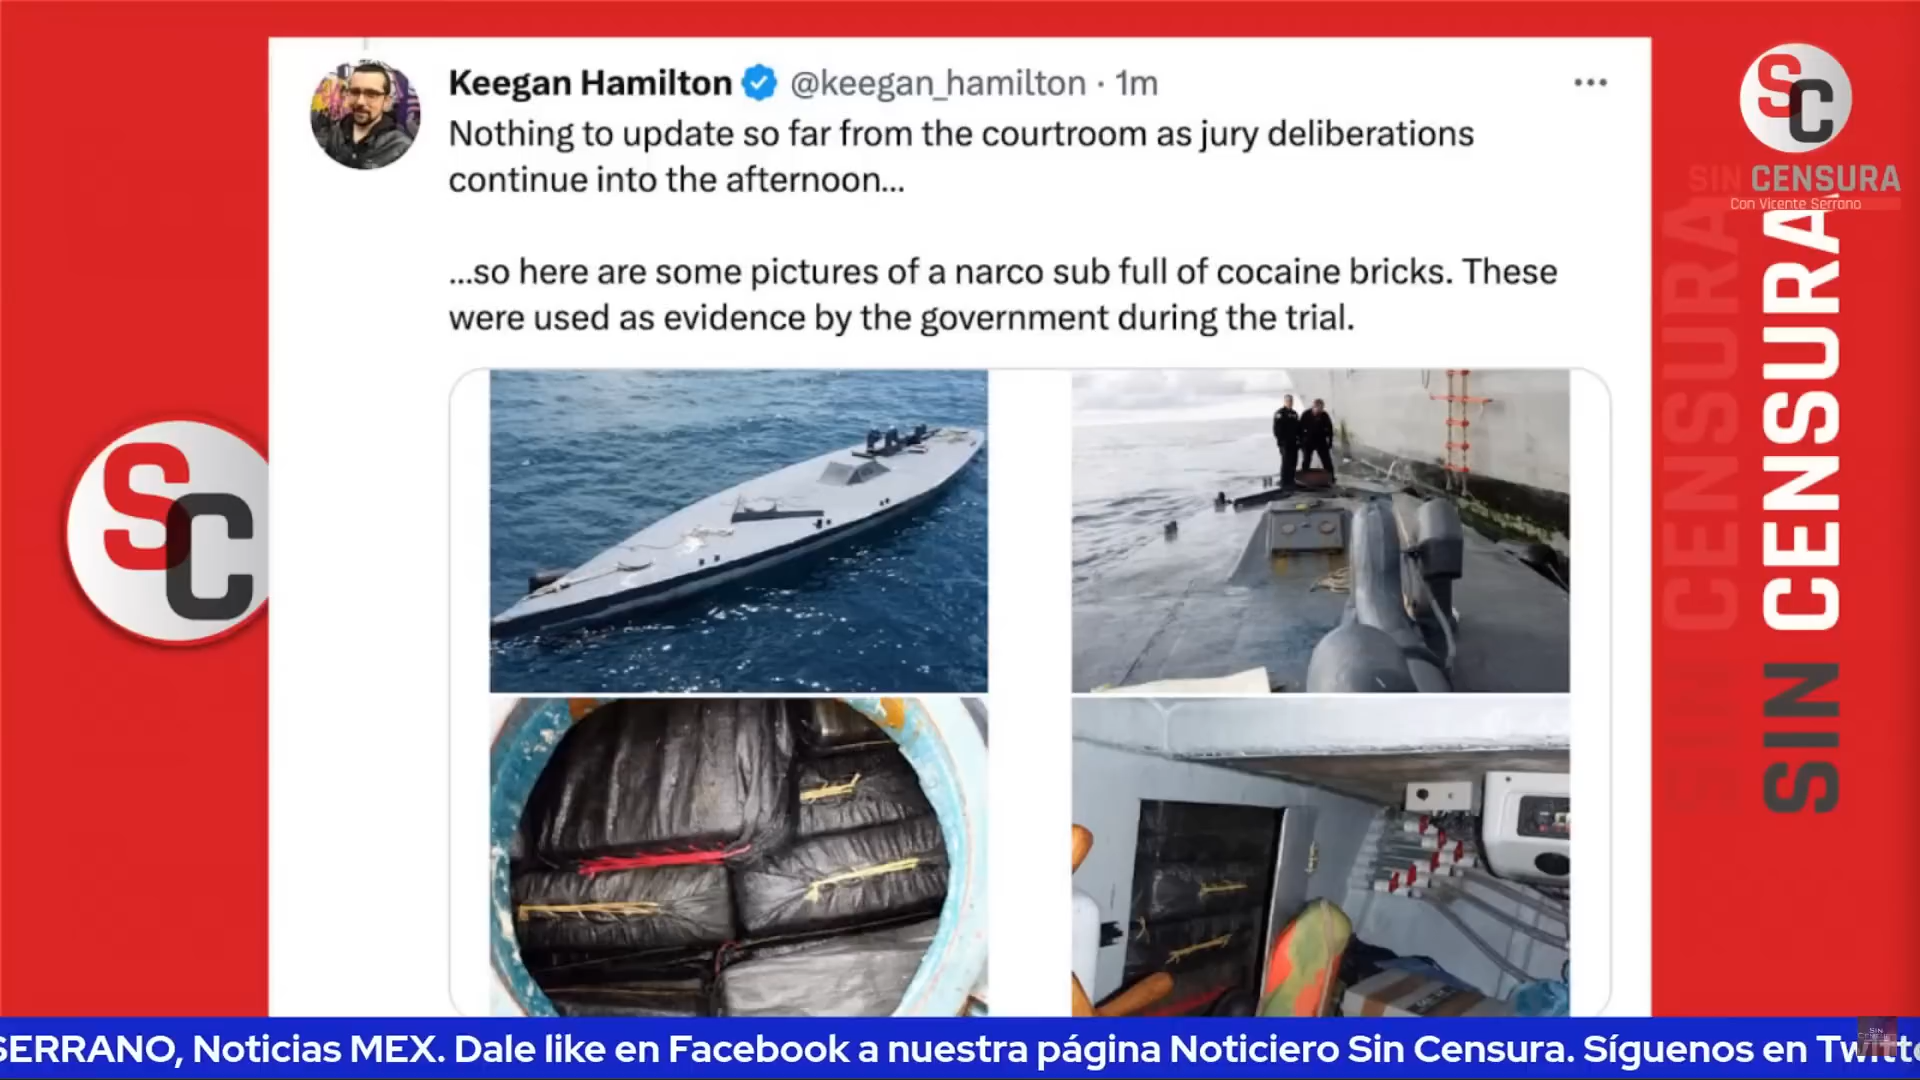 Keegan Hamilton @keegan_hamilton · 1m
Nothing to update so far from the courtroom as jury deliberations
continue into the afternoon...
...so here are some pictures of a narco sub full of cocaine bricks. These
were used as evidence by the government during the trial.
SC
SC
SIN CENSURA
Con Vicente Serrano
SIN CENSURA
SIN CENSURA
SERRANO, Noticias MEX. Dale like en Facebook a nuestra página Noticiero Sin Censura. Síguenos en Twitte